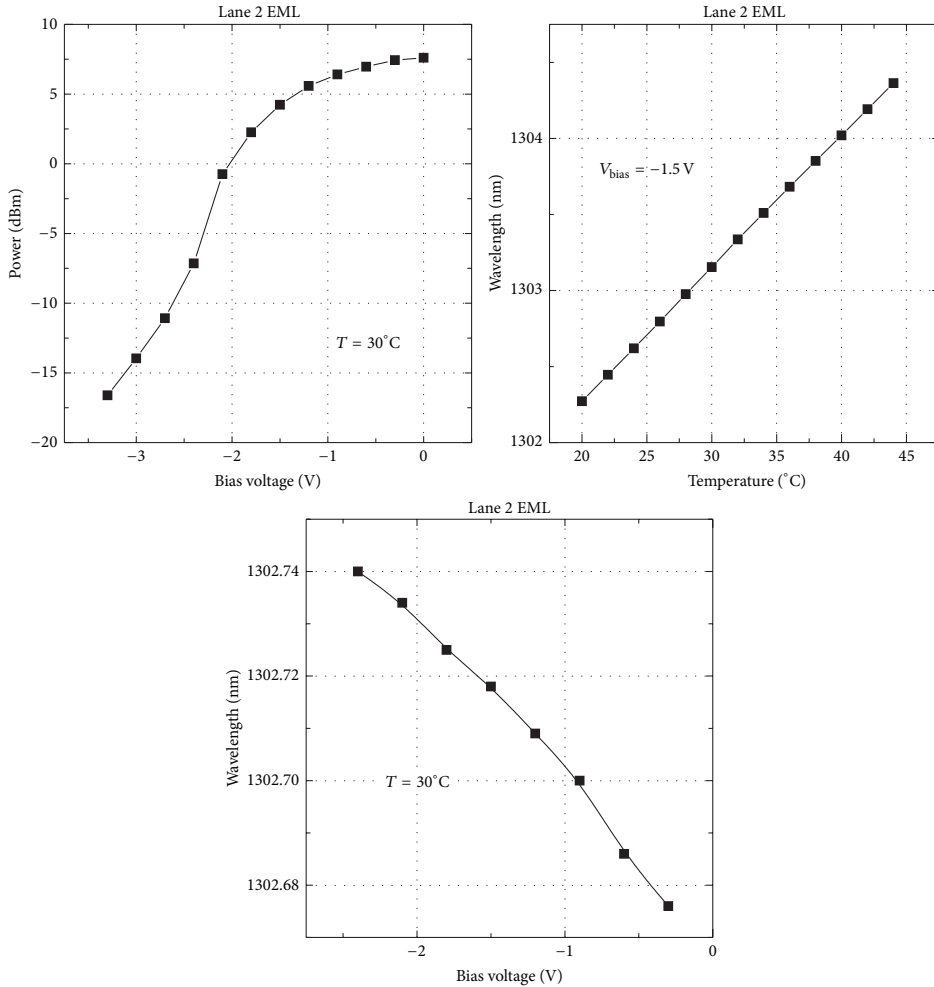 Lane 2 EML
10
5
0
−5
−10
−15
−20
Power (dBm)
T = 30°C
−3
−2
−1
0
Bias voltage (V)
Lane 2 EML
1304
1303
1302
Wavelength (nm)
Vbias = −1.5 V
20
25
30
35
40
45
Temperature (°C)
Lane 2 EML
1302.74
1302.72
1302.70
1302.68
Wavelength (nm)
T = 30°C
−2
−1
0
Bias voltage (V)